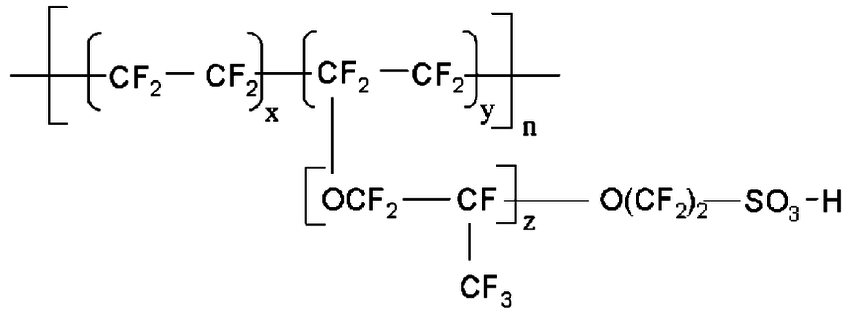 CF2 CF2 x CF2 CF2 y n
OCF2 CF z O(CF2)2 SO3-H
CF3